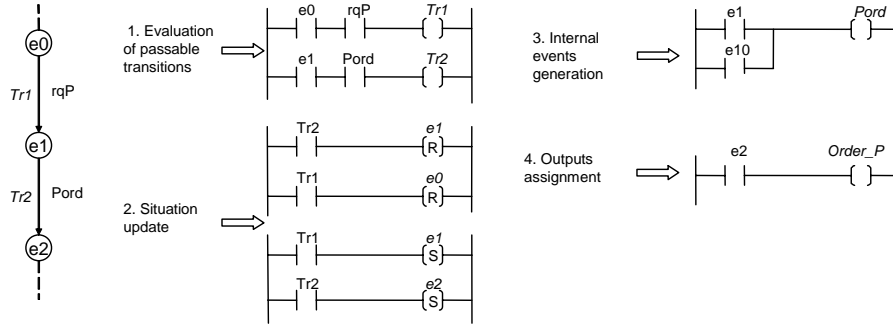 e0
Tr1 rqP
e1
Tr2 Pord
e2
1. Evaluation
of passable
transitions
e0 rqP Tr1
e1 Pord Tr2
2. Situation
update
Tr2 e1
R
Tr1 e0
R
Tr1 e1
S
Tr2 e2
S
3. Internal
events
generation
e1 Pord
e10
4. Outputs
assignment
e2 Order_P